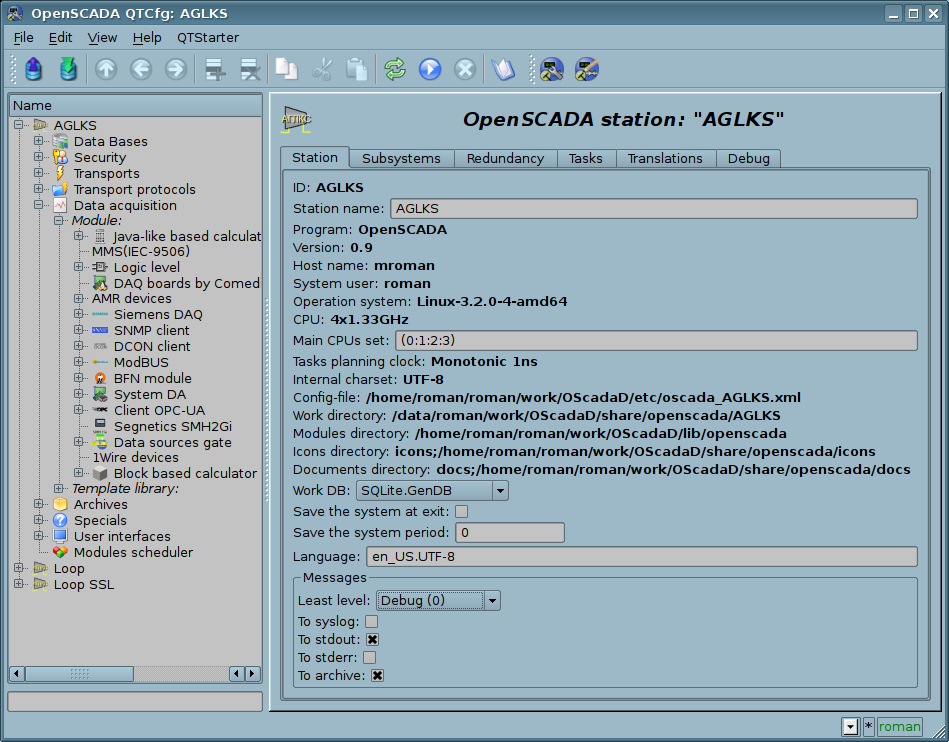 OpenSCADA QTCfg: AGLKS
File Edit View Help QTStarter
Name
AGLKS
Data Bases
Security
Transports
Transport protocols
Data acquisition
Module:
Java-like based calculat
MMS(IEC-9506)
Logic level
DAQ boards by Comed
AMR devices
Siemens DAQ
SNMP client
DCON client
ModBUS
BFN module
System DA
Client OPC-UA
Segnetics SMH2Gi
Data sources gate
1Wire devices
Block based calculator
Template library:
Archives
Specials
User interfaces
Modules scheduler
Loop
Loop SSL
АГЛКС
OpenSCADA station: "AGLKS"
Station Subsystems Redundancy Tasks Translations Debug
ID: AGLKS
Station name: AGLKS
Program: OpenSCADA
Version: 0.9
Host name: mroman
System user: roman
Operation system: Linux-3.2.0-4-amd64
CPU: 4x1.33GHz
Main CPUs set: (0:1:2:3)
Tasks planning clock: Monotonic 1ns
Internal charset: UTF-8
Config-file: /home/roman/roman/work/OScadaD/etc/oscada_AGLKS.xml
Work directory: /data/roman/work/OScadaD/share/openscada/AGLKS
Modules directory: /home/roman/roman/work/OScadaD/lib/openscada
Icons directory: icons;/home/roman/roman/work/OScadaD/share/openscada/icons
Documents directory: docs;/home/roman/roman/work/OScadaD/share/openscada/docs
Work DB: SQLite.GenDB
Save the system at exit:
Save the system period: 0
Language: en_US.UTF-8
Messages
Least level: Debug (0)
To syslog:
To stdout:
To stderr:
To archive:
* roman